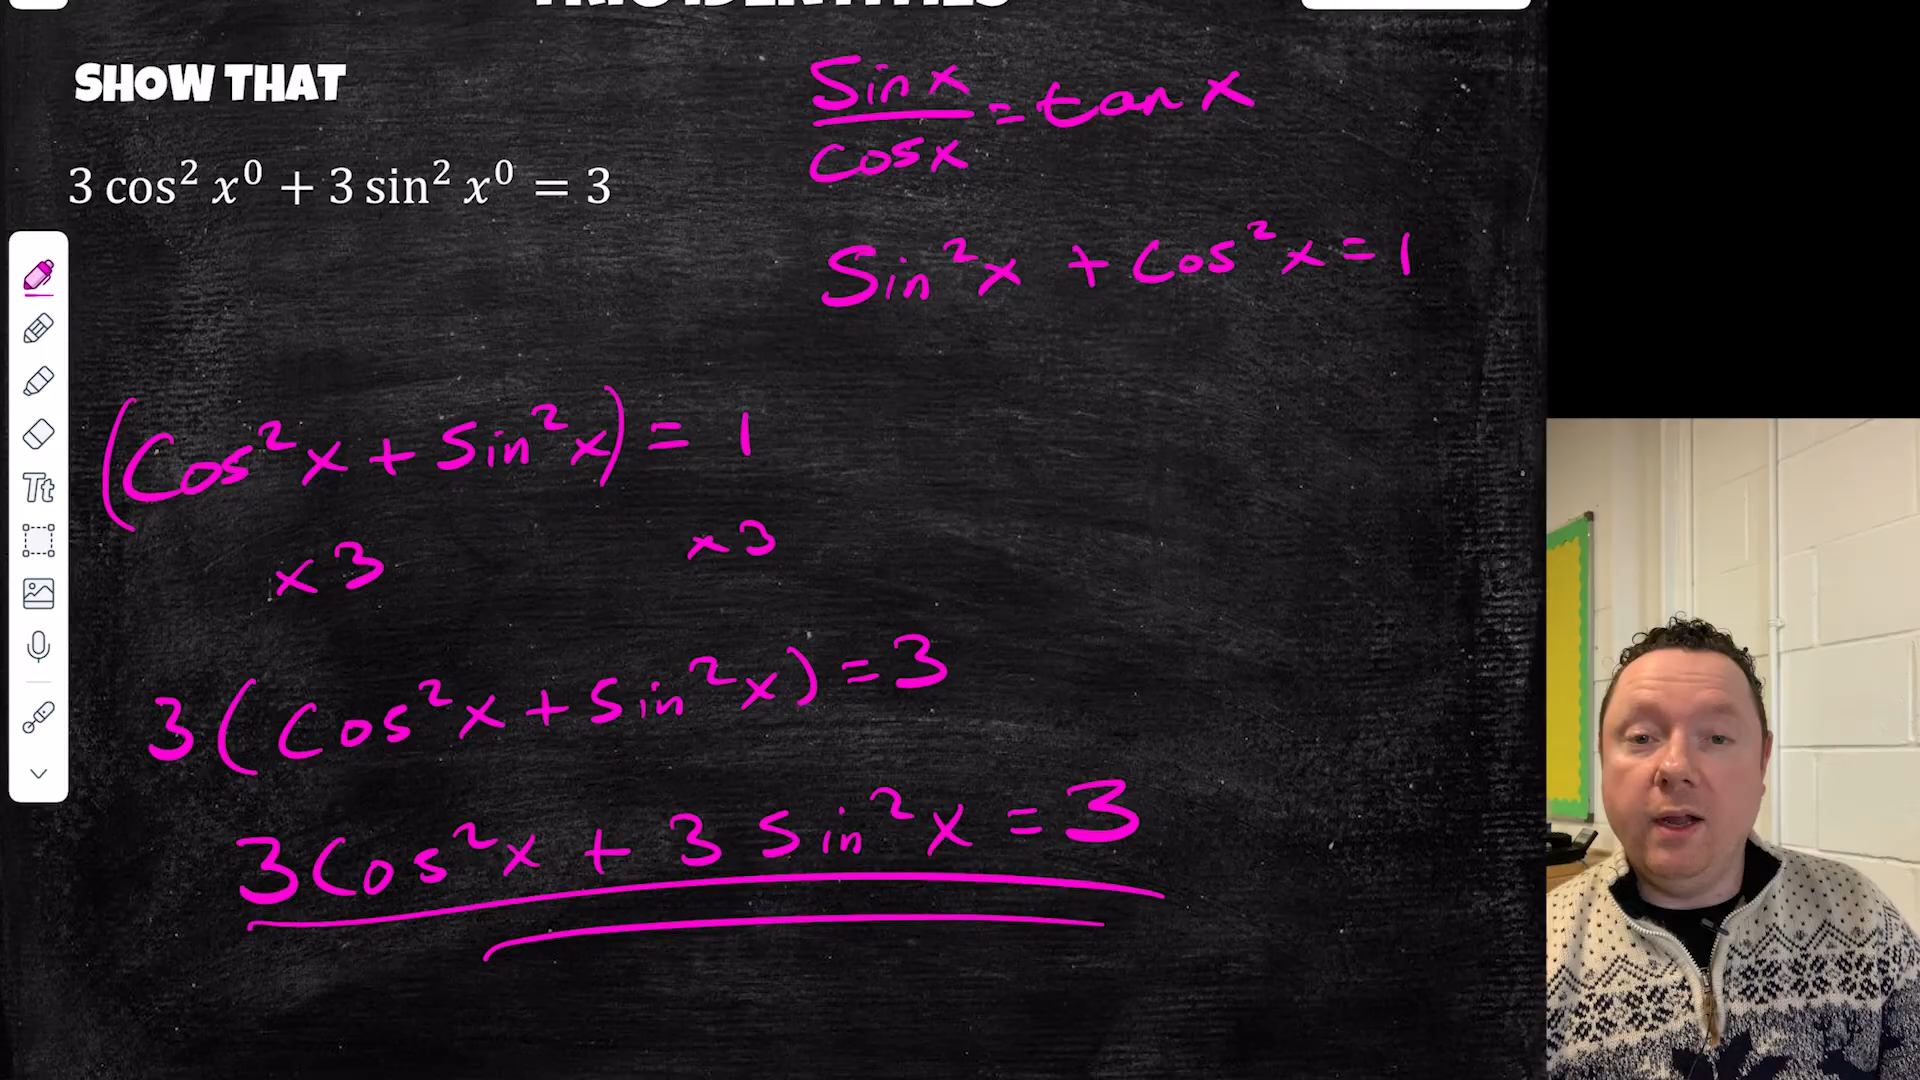 SHOW THAT
3 cos² x⁰ + 3 sin² x⁰ = 3
Sin x
cos x
= tan x
Sin²x + Cos²x = 1
(Cos²x + Sin²x) = 1
×3 ×3
3(Cos²x + Sin²x) = 3
3Cos²x + 3 Sin²x = 3
Tt